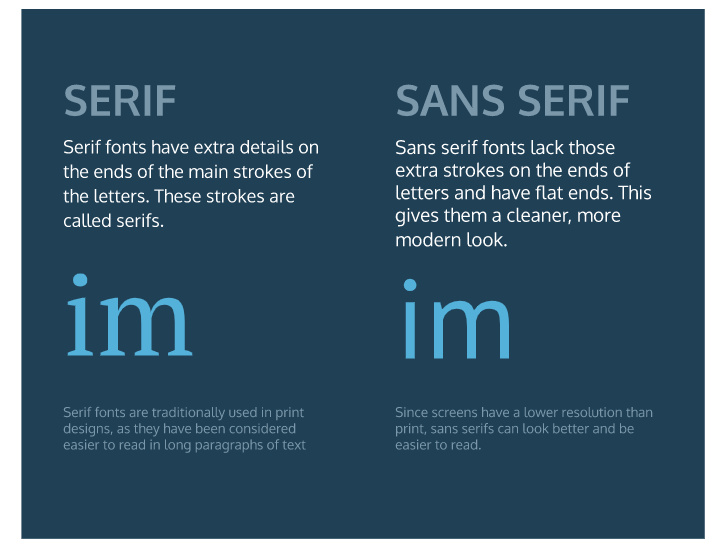 SERIF
Serif fonts have extra details on
the ends of the main strokes of
the letters. These strokes are
called serifs.
im
Serif fonts are traditionally used in print
designs, as they have been considered
easier to read in long paragraphs of text
SANS SERIF
Sans serif fonts lack those
extra strokes on the ends of
letters and have flat ends. This
gives them a cleaner, more
modern look.
im
Since screens have a lower resolution than
print, sans serifs can look better and be
easier to read.